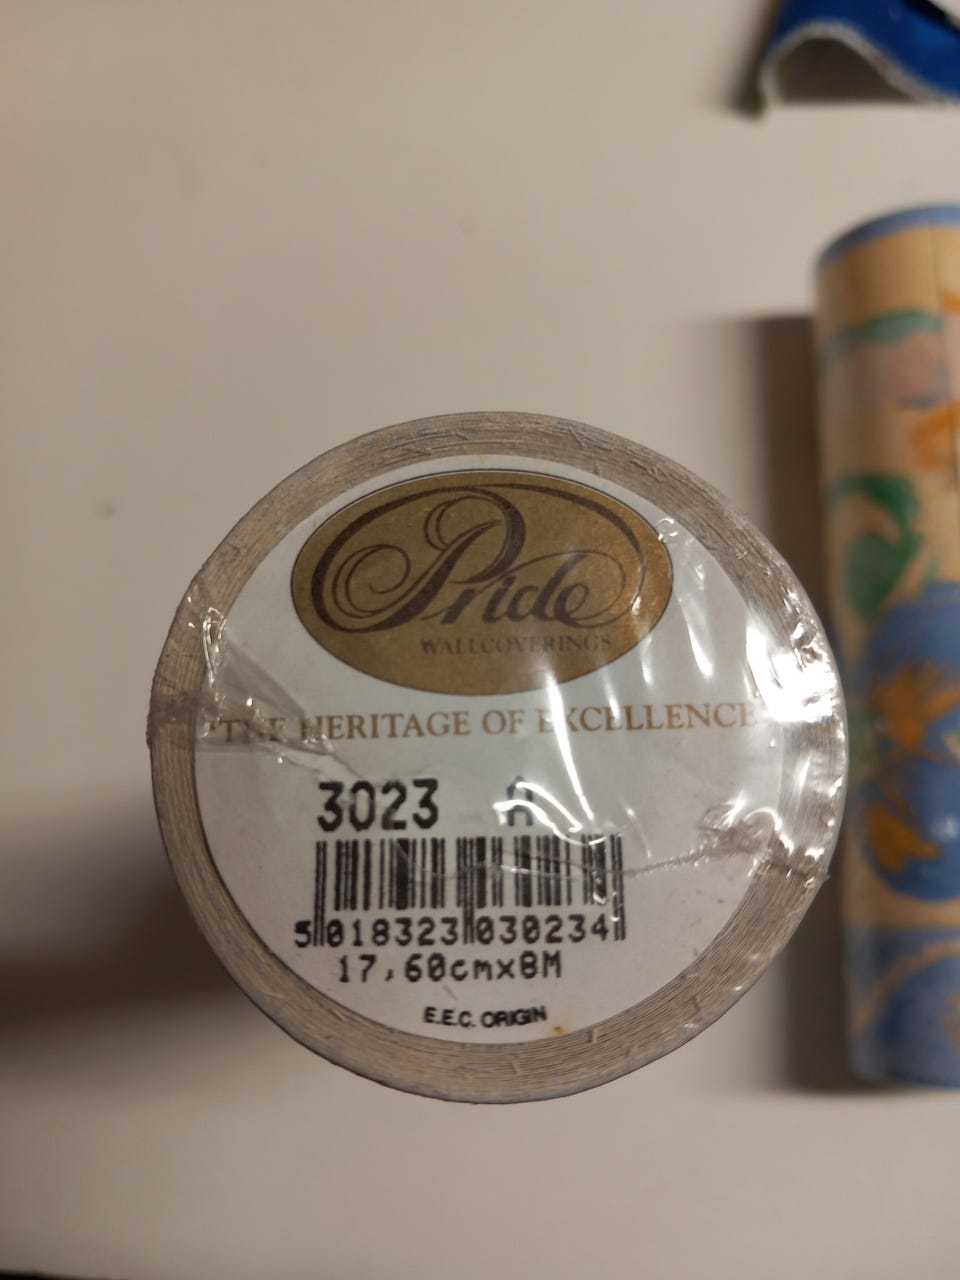 Pride
WALLCOVERINGS
"THE HERITAGE OF EXCELLENCE"
3023 A
5 018323 030234
17,60cmx8M
E.E.C. ORIGIN